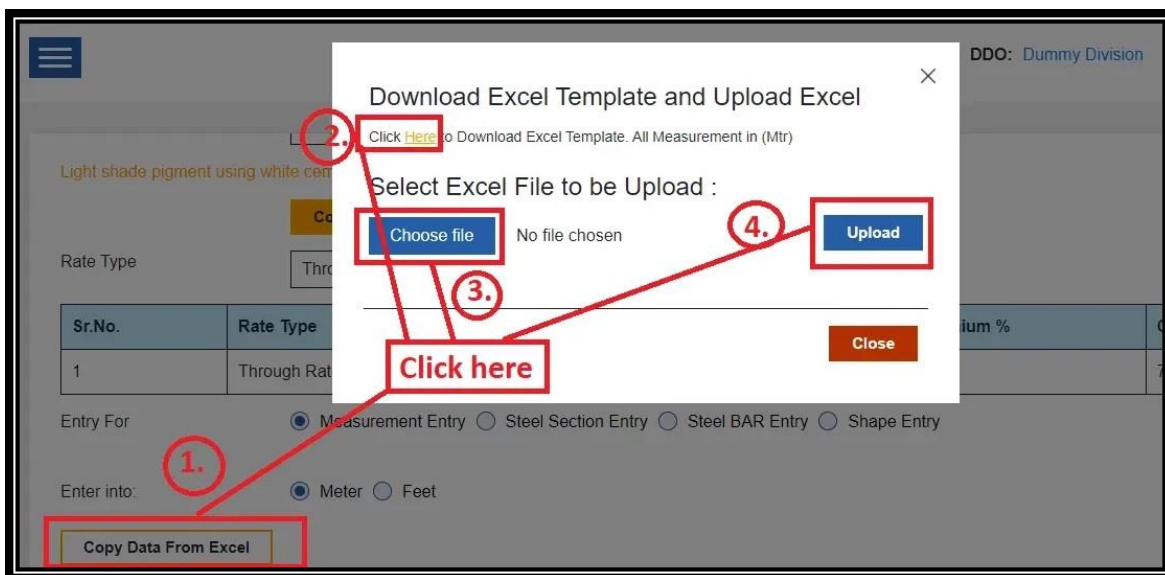 DDO: Dummy Division
Download Excel Template and Upload Excel
2.
Click Here to Download Excel Template. All Measurement in (Mtr)
Light shade pigment using white cem
Select Excel File to be Upload :
Co
Choose file No file chosen
4.
Upload
Rate Type
Thro
3.
Sr.No. Rate Type ium %
Close
1 Through Rat
Click here
Entry For Measurement Entry Steel Section Entry Steel BAR Entry Shape Entry
1.
Enter into: Meter Feet
Copy Data From Excel